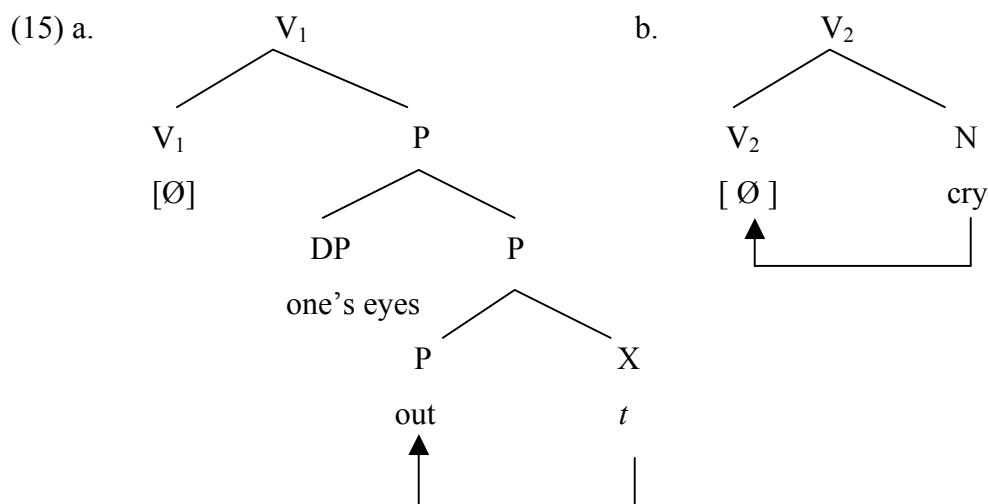 (15) a. V₁ b. V₂
V₁ P V₂ N
[Ø] [ Ø ] cry
DP P
one’s eyes
P X
out t